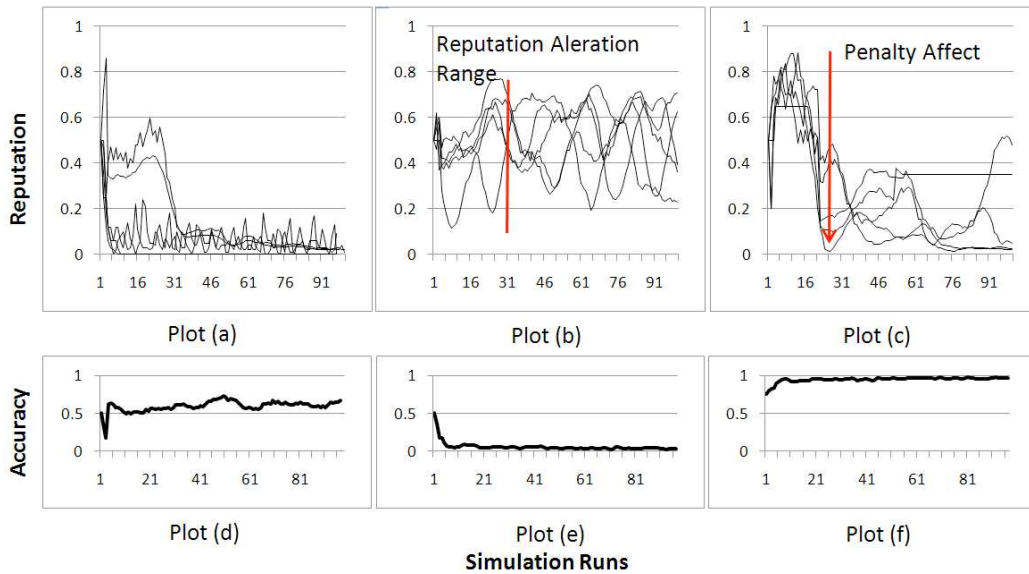 Reputation
1
0.8
0.6
0.4
0.2
0
1 16 31 46 61 76 91
Plot (a)
1
0.8
0.6
0.4
0.2
0
Reputation Aleration
Range
1 16 31 46 61 76 91
Plot (b)
1
0.8
0.6
0.4
0.2
0
Penalty Affect
1 16 31 46 61 76 91
Plot (c)
Accuracy
1
0.5
0
1 21 41 61 81
Plot (d)
1
0.5
0
1 21 41 61 81
Plot (e)
1
0.5
0
1 21 41 61 81
Plot (f)
Simulation Runs